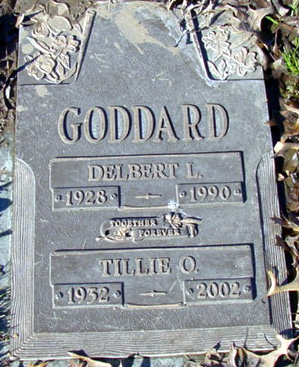 GODDARD
DELBERT L.
1928 - 1990
TOGETHER
FOREVER
TILLIE O.
1932 - 2002